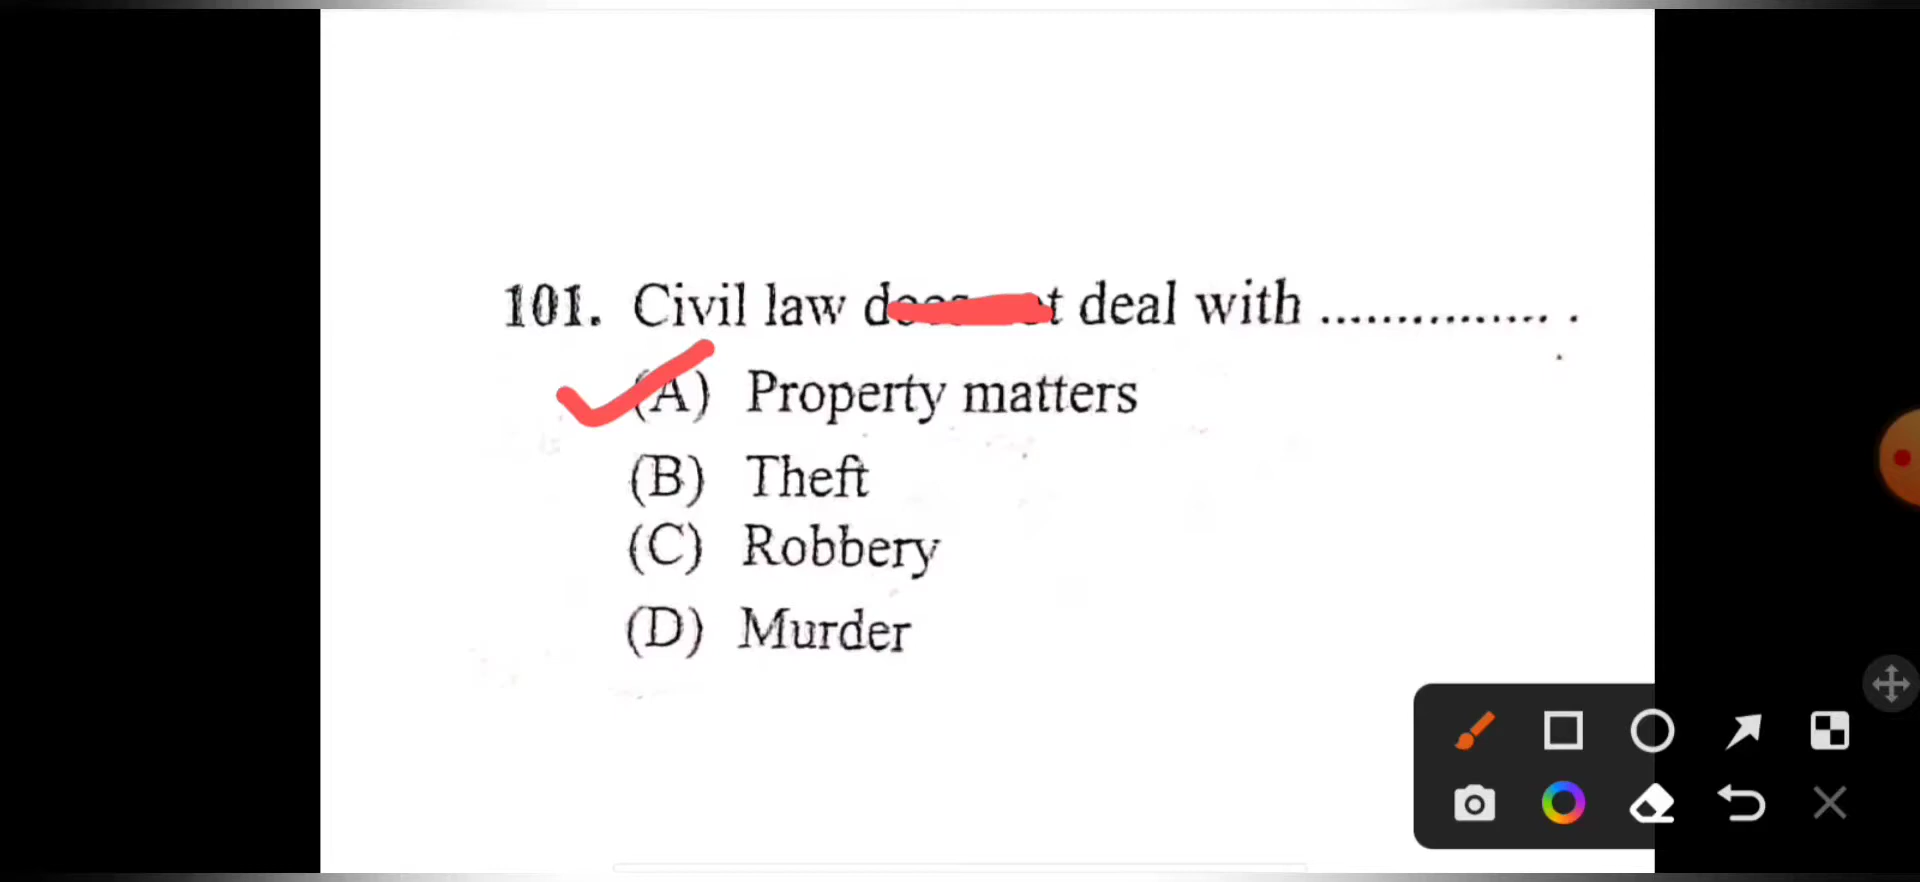 101. Civil law deal with ............... .
(A) Property matters
(B) Theft
(C) Robbery
(D) Murder